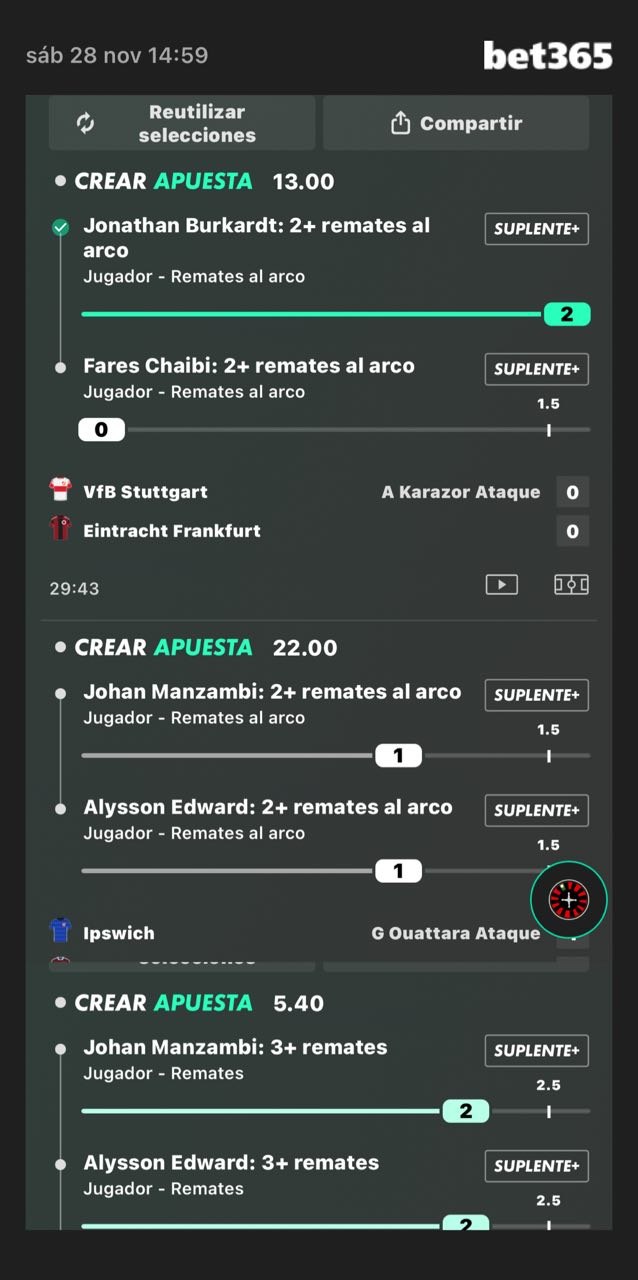 sáb 28 nov 14:59
bet365
Reutilizar
selecciones
Compartir
CREAR APUESTA 13.00
Jonathan Burkardt: 2+ remates al
arco
SUPLENTE+
Jugador - Remates al arco
2
Fares Chaibi: 2+ remates al arco
SUPLENTE+
Jugador - Remates al arco
1.5
0
VfB Stuttgart
A Karazor Ataque 0
Eintracht Frankfurt
0
29:43
CREAR APUESTA 22.00
Johan Manzambi: 2+ remates al arco
SUPLENTE+
Jugador - Remates al arco
1.5
1
Alysson Edward: 2+ remates al arco
SUPLENTE+
Jugador - Remates al arco
1.5
1
Ipswich
G Ouattara Ataque
selecciones
CREAR APUESTA 5.40
Johan Manzambi: 3+ remates
SUPLENTE+
Jugador - Remates
2.5
2
Alysson Edward: 3+ remates
SUPLENTE+
Jugador - Remates
2.5
2